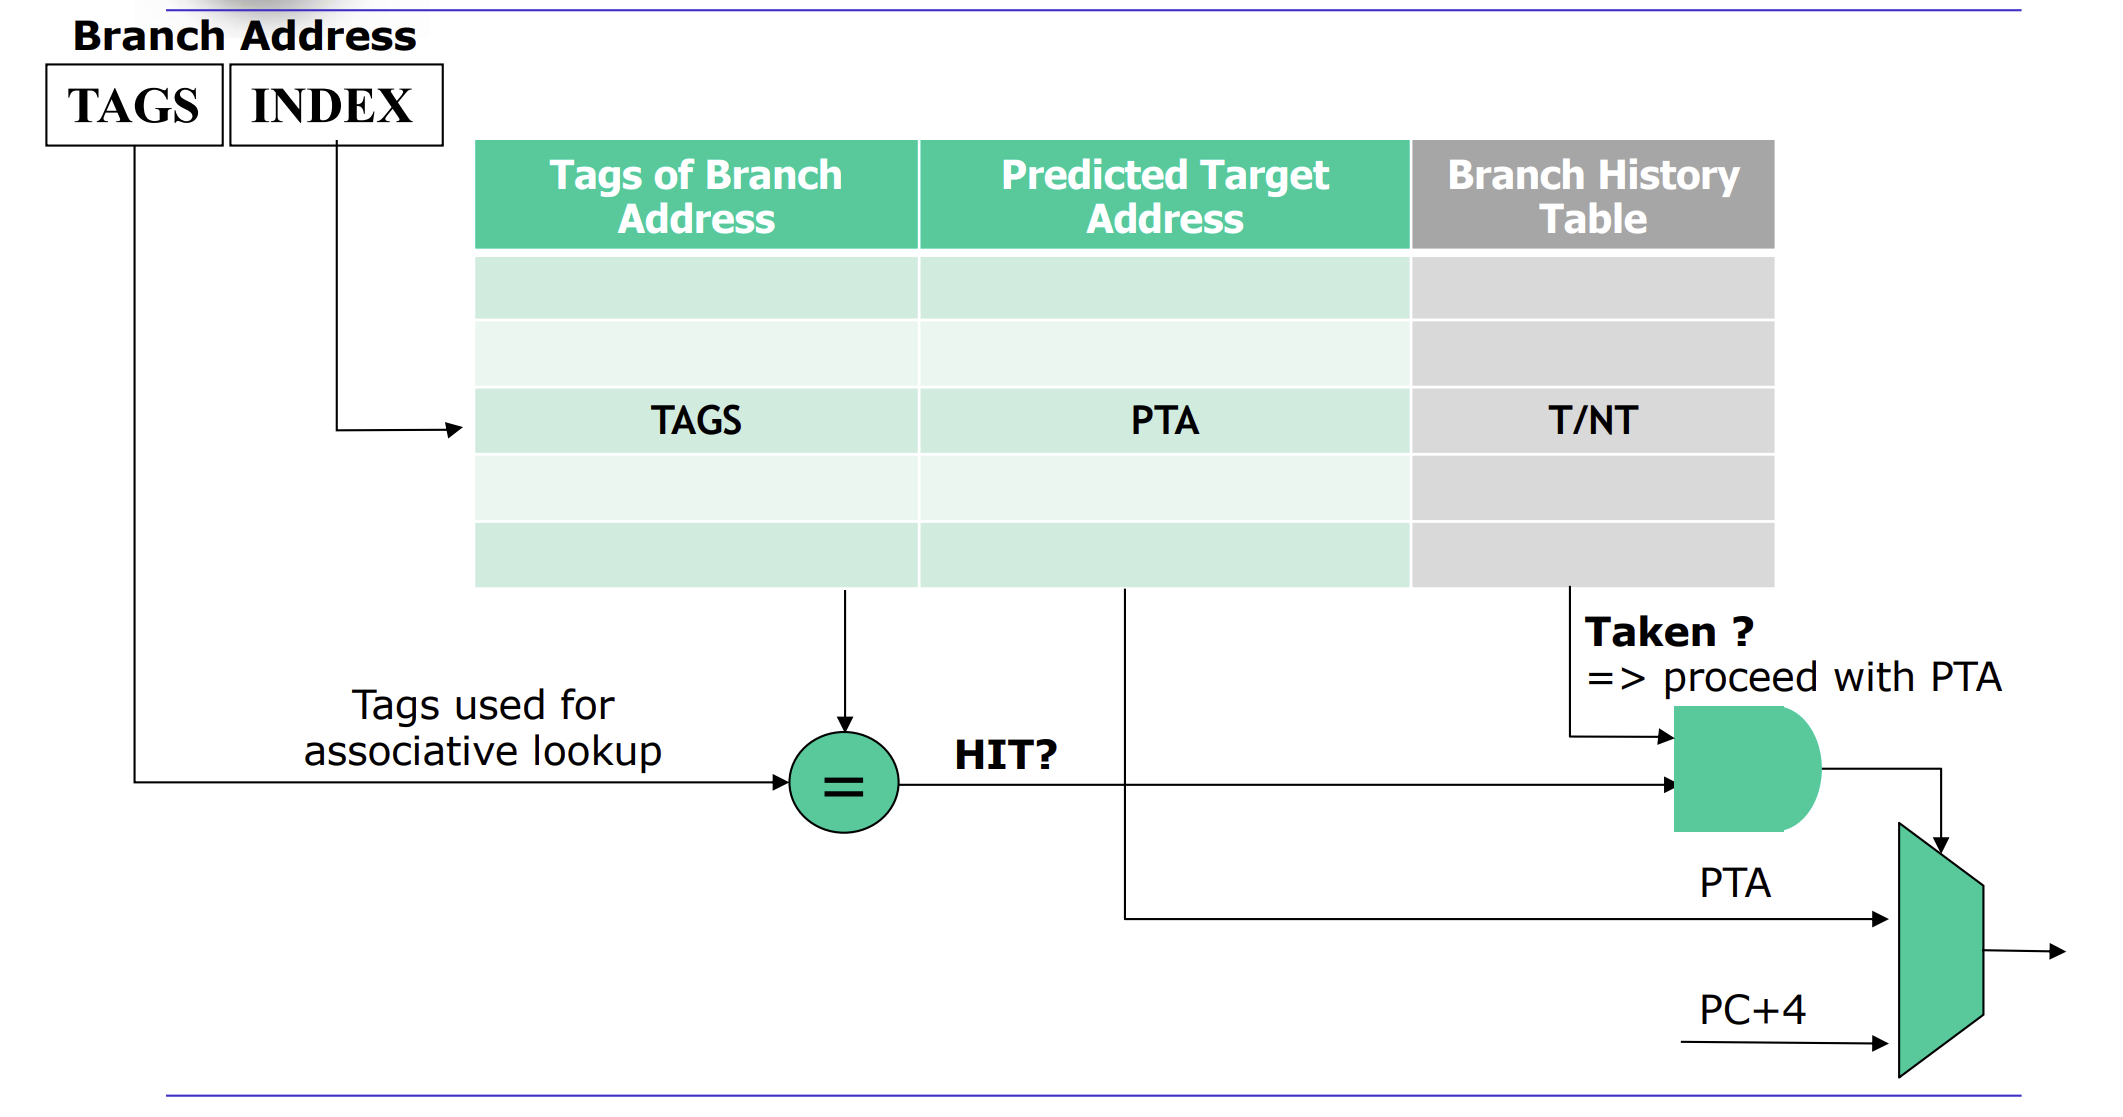 Branch Address
TAGS
INDEX
Tags of Branch
Address
Predicted Target
Address
Branch History
Table
TAGS
PTA
T/NT
Taken ?
=> proceed with PTA
Tags used for
associative lookup
=
HIT?
PTA
PC+4